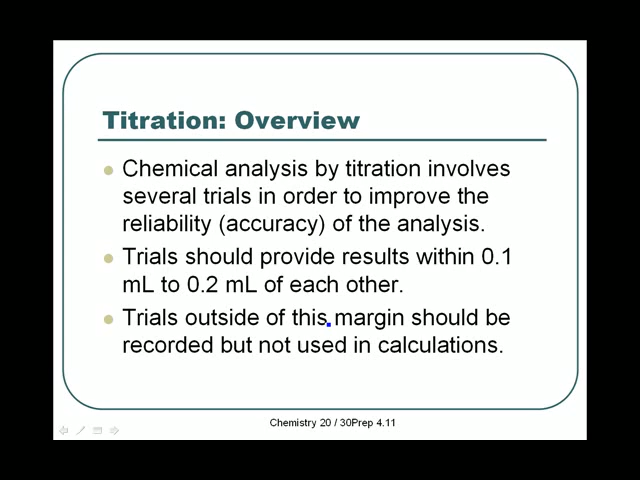 Titration: Overview
Chemical analysis by titration involves
several trials in order to improve the
reliability (accuracy) of the analysis.
Trials should provide results within 0.1
mL to 0.2 mL of each other.
Trials outside of this margin should be
recorded but not used in calculations.
Chemistry 20 / 30Prep 4.11